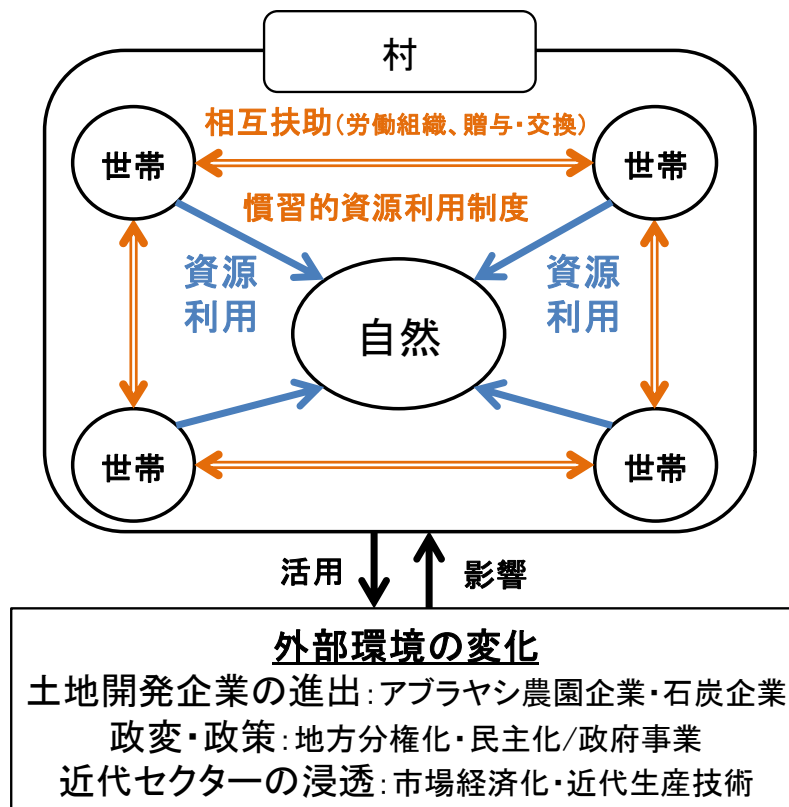 村
相互扶助(労働組織、贈与・交換)
世帯
世帯
慣習的資源利用制度
資源
利用
資源
利用
自然
世帯
世帯
活用
影響
外部環境の変化
土地開発企業の進出:アブラヤシ農園企業・石炭企業
政変・政策:地方分権化・民主化/政府事業
近代セクターの浸透:市場経済化・近代生産技術